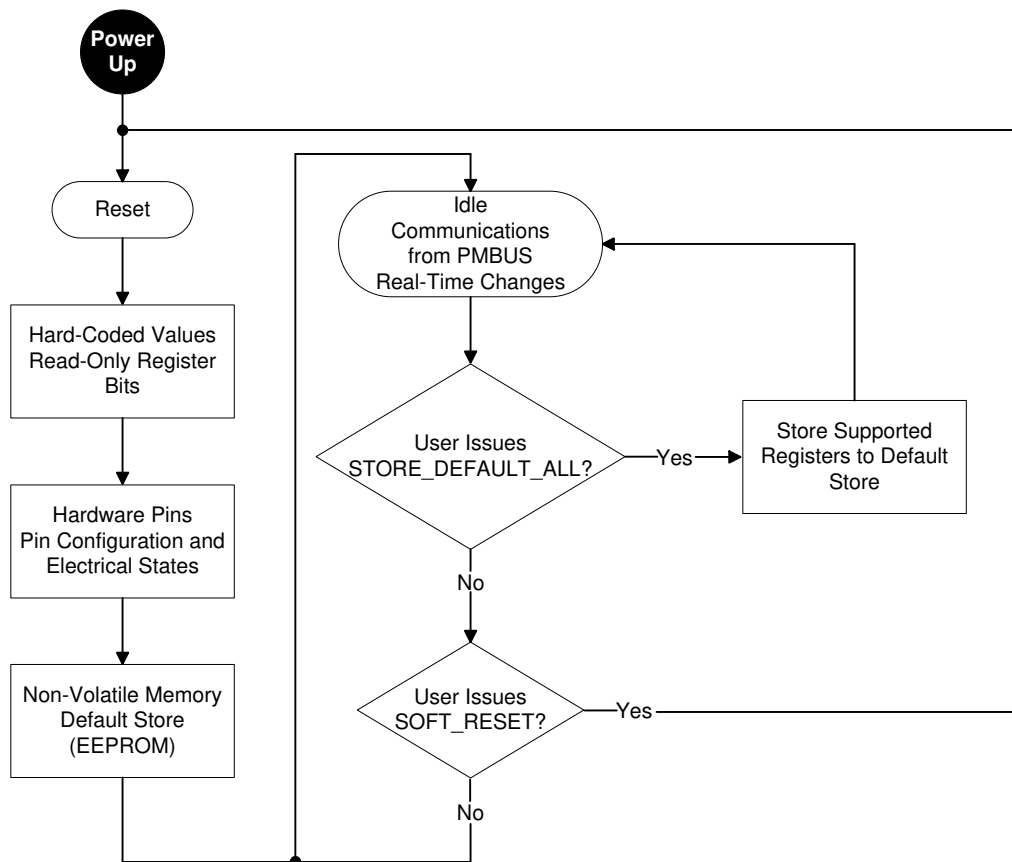 Power
Up
Reset
Hard-Coded Values
Read-Only Register
Bits
Hardware Pins
Pin Configuration and
Electrical States
Non-Volatile Memory
Default Store
(EEPROM)
Idle
Communications
from PMBUS
Real-Time Changes
User Issues
STORE_DEFAULT_ALL?
Yes
Store Supported
Registers to Default
Store
No
User Issues
SOFT_RESET?
Yes
No